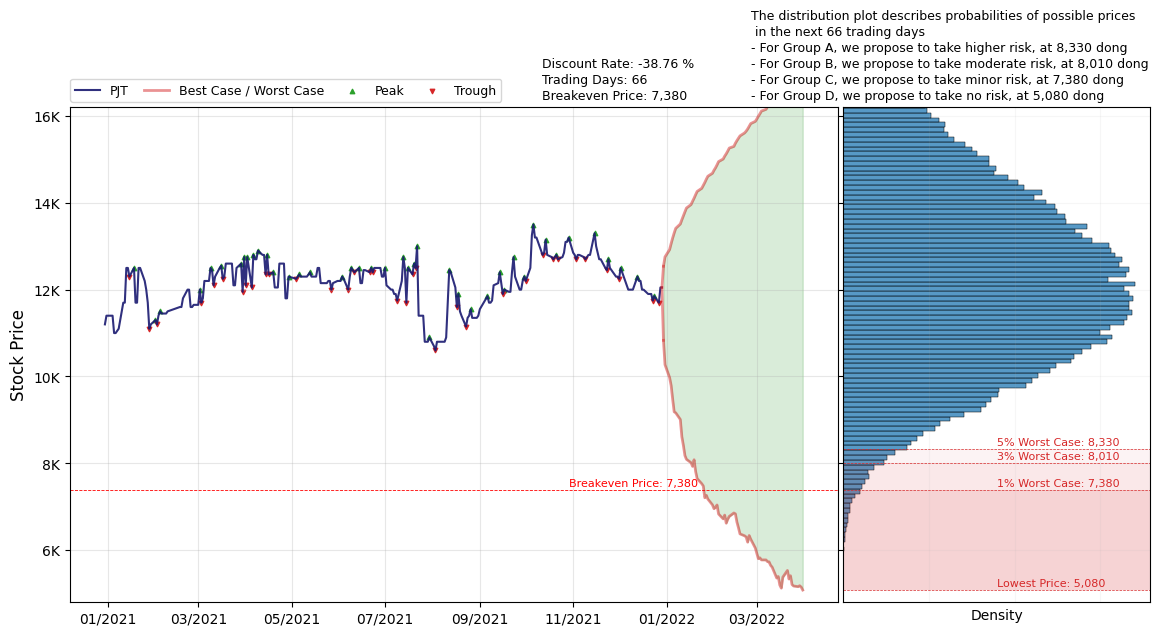 The distribution plot describes probabilities of possible prices
in the next 66 trading days
- For Group A, we propose to take higher risk, at 8,330 dong
- For Group B, we propose to take moderate risk, at 8,010 dong
- For Group C, we propose to take minor risk, at 7,380 dong
- For Group D, we propose to take no risk, at 5,080 dong
Discount Rate: -38.76 %
Trading Days: 66
Breakeven Price: 7,380
PJT
Best Case / Worst Case
Peak
Trough
Stock Price
16K
14K
12K
10K
8K
6K
Breakeven Price: 7,380
5% Worst Case: 8,330
3% Worst Case: 8,010
1% Worst Case: 7,380
Lowest Price: 5,080
01/2021
03/2021
05/2021
07/2021
09/2021
11/2021
01/2022
03/2022
Density